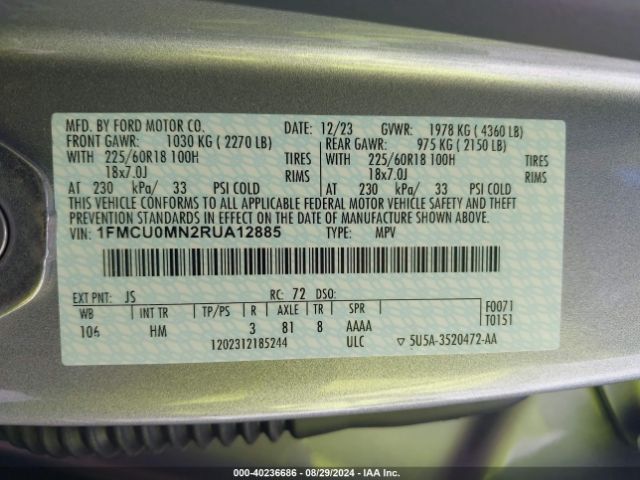 MFD. BY FORD MOTOR CO. DATE: 12/23 GVWR: 1978 KG ( 4360 LB)
FRONT GAWR: 1030 KG ( 2270 LB) REAR GAWR: 975 KG ( 2150 LB)
WITH 225/60R18 100H TIRES WITH 225/60R18 100H TIRES
18x7.0J RIMS 18x7.0J RIMS
AT 230 kPa/ 33 PSI COLD AT 230 kPa/ 33 PSI COLD
THIS VEHICLE CONFORMS TO ALL APPLICABLE FEDERAL MOTOR VEHICLE SAFETY AND THEFT
PREVENTION STANDARDS IN EFFECT ON THE DATE OF MANUFACTURE SHOWN ABOVE.
VIN: 1FMCU0MN2RUA12885 TYPE: MPV
EXT PNT: JS RC: 72 DSO:
WB INT TR TP/PS R AXLE TR SPR F0071
106 HM 3 81 8 AAAA T0151
1202312185244 ULC ▽ 5U5A-3520472-AA
000-40236686 - 08/29/2024 - IAA Inc.